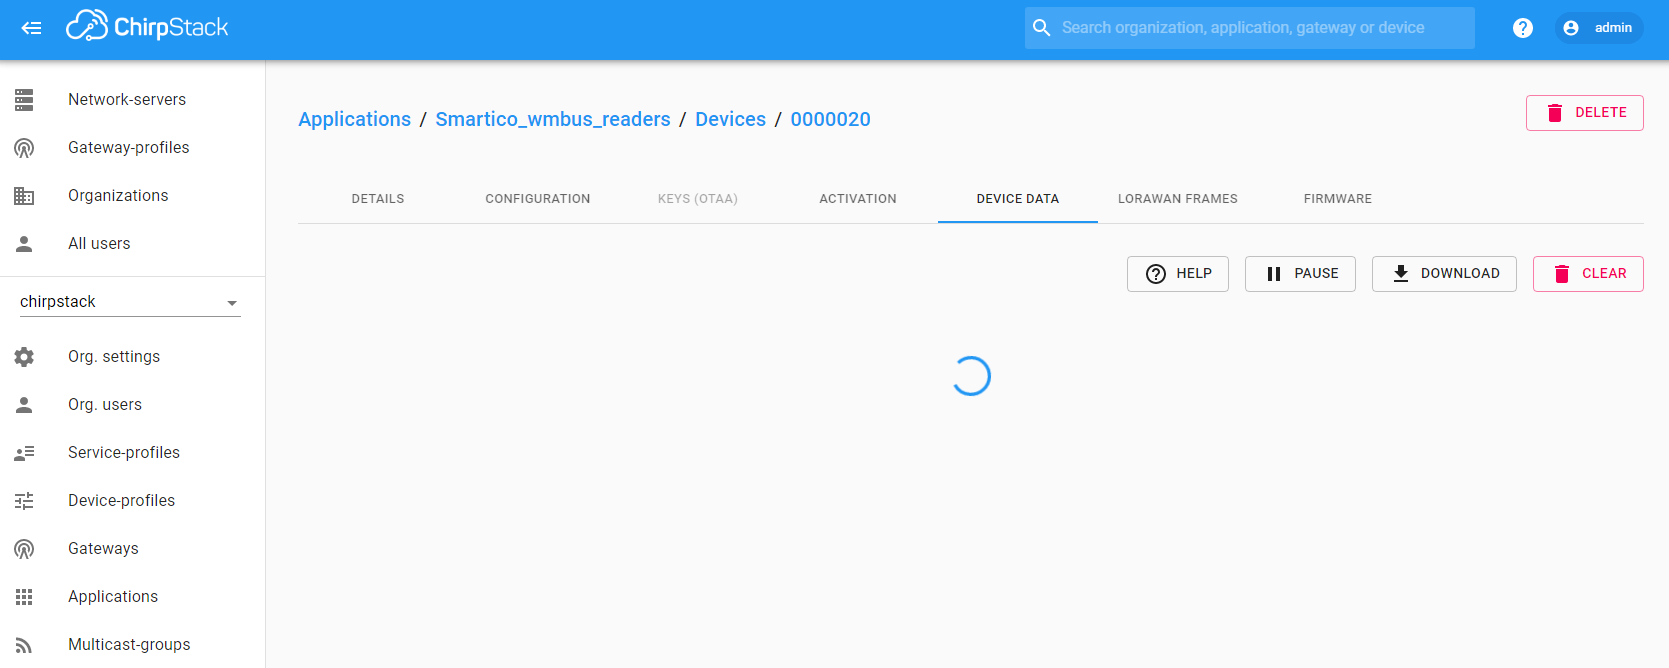 ChirpStack
Search organization, application, gateway or device
admin
Network-servers
Gateway-profiles
Organizations
All users
chirpstack
Org. settings
Org. users
Service-profiles
Device-profiles
Gateways
Applications
Multicast-groups
Applications / Smartico_wmbus_readers / Devices / 0000020
DELETE
DETAILS CONFIGURATION KEYS (OTAA) ACTIVATION DEVICE DATA LORAWAN FRAMES FIRMWARE
HELP PAUSE DOWNLOAD CLEAR